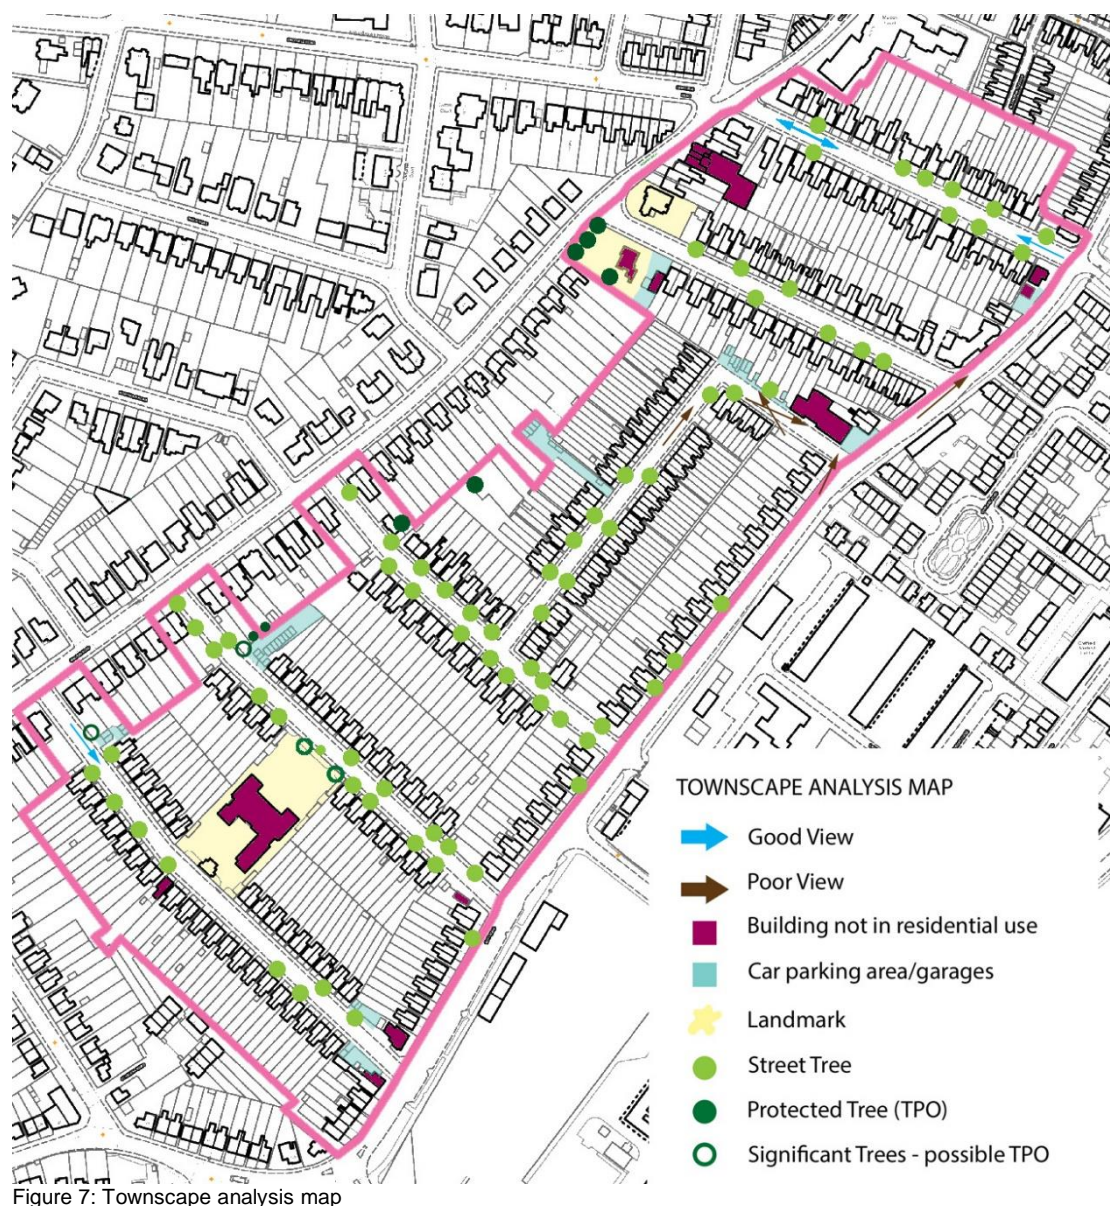 TOWNSCAPE ANALYSIS MAP
Good View
Poor View
Building not in residential use
Car parking area/garages
Landmark
Street Tree
Protected Tree (TPO)
Significant Trees - possible TPO
Figure 7: Townscape analysis map